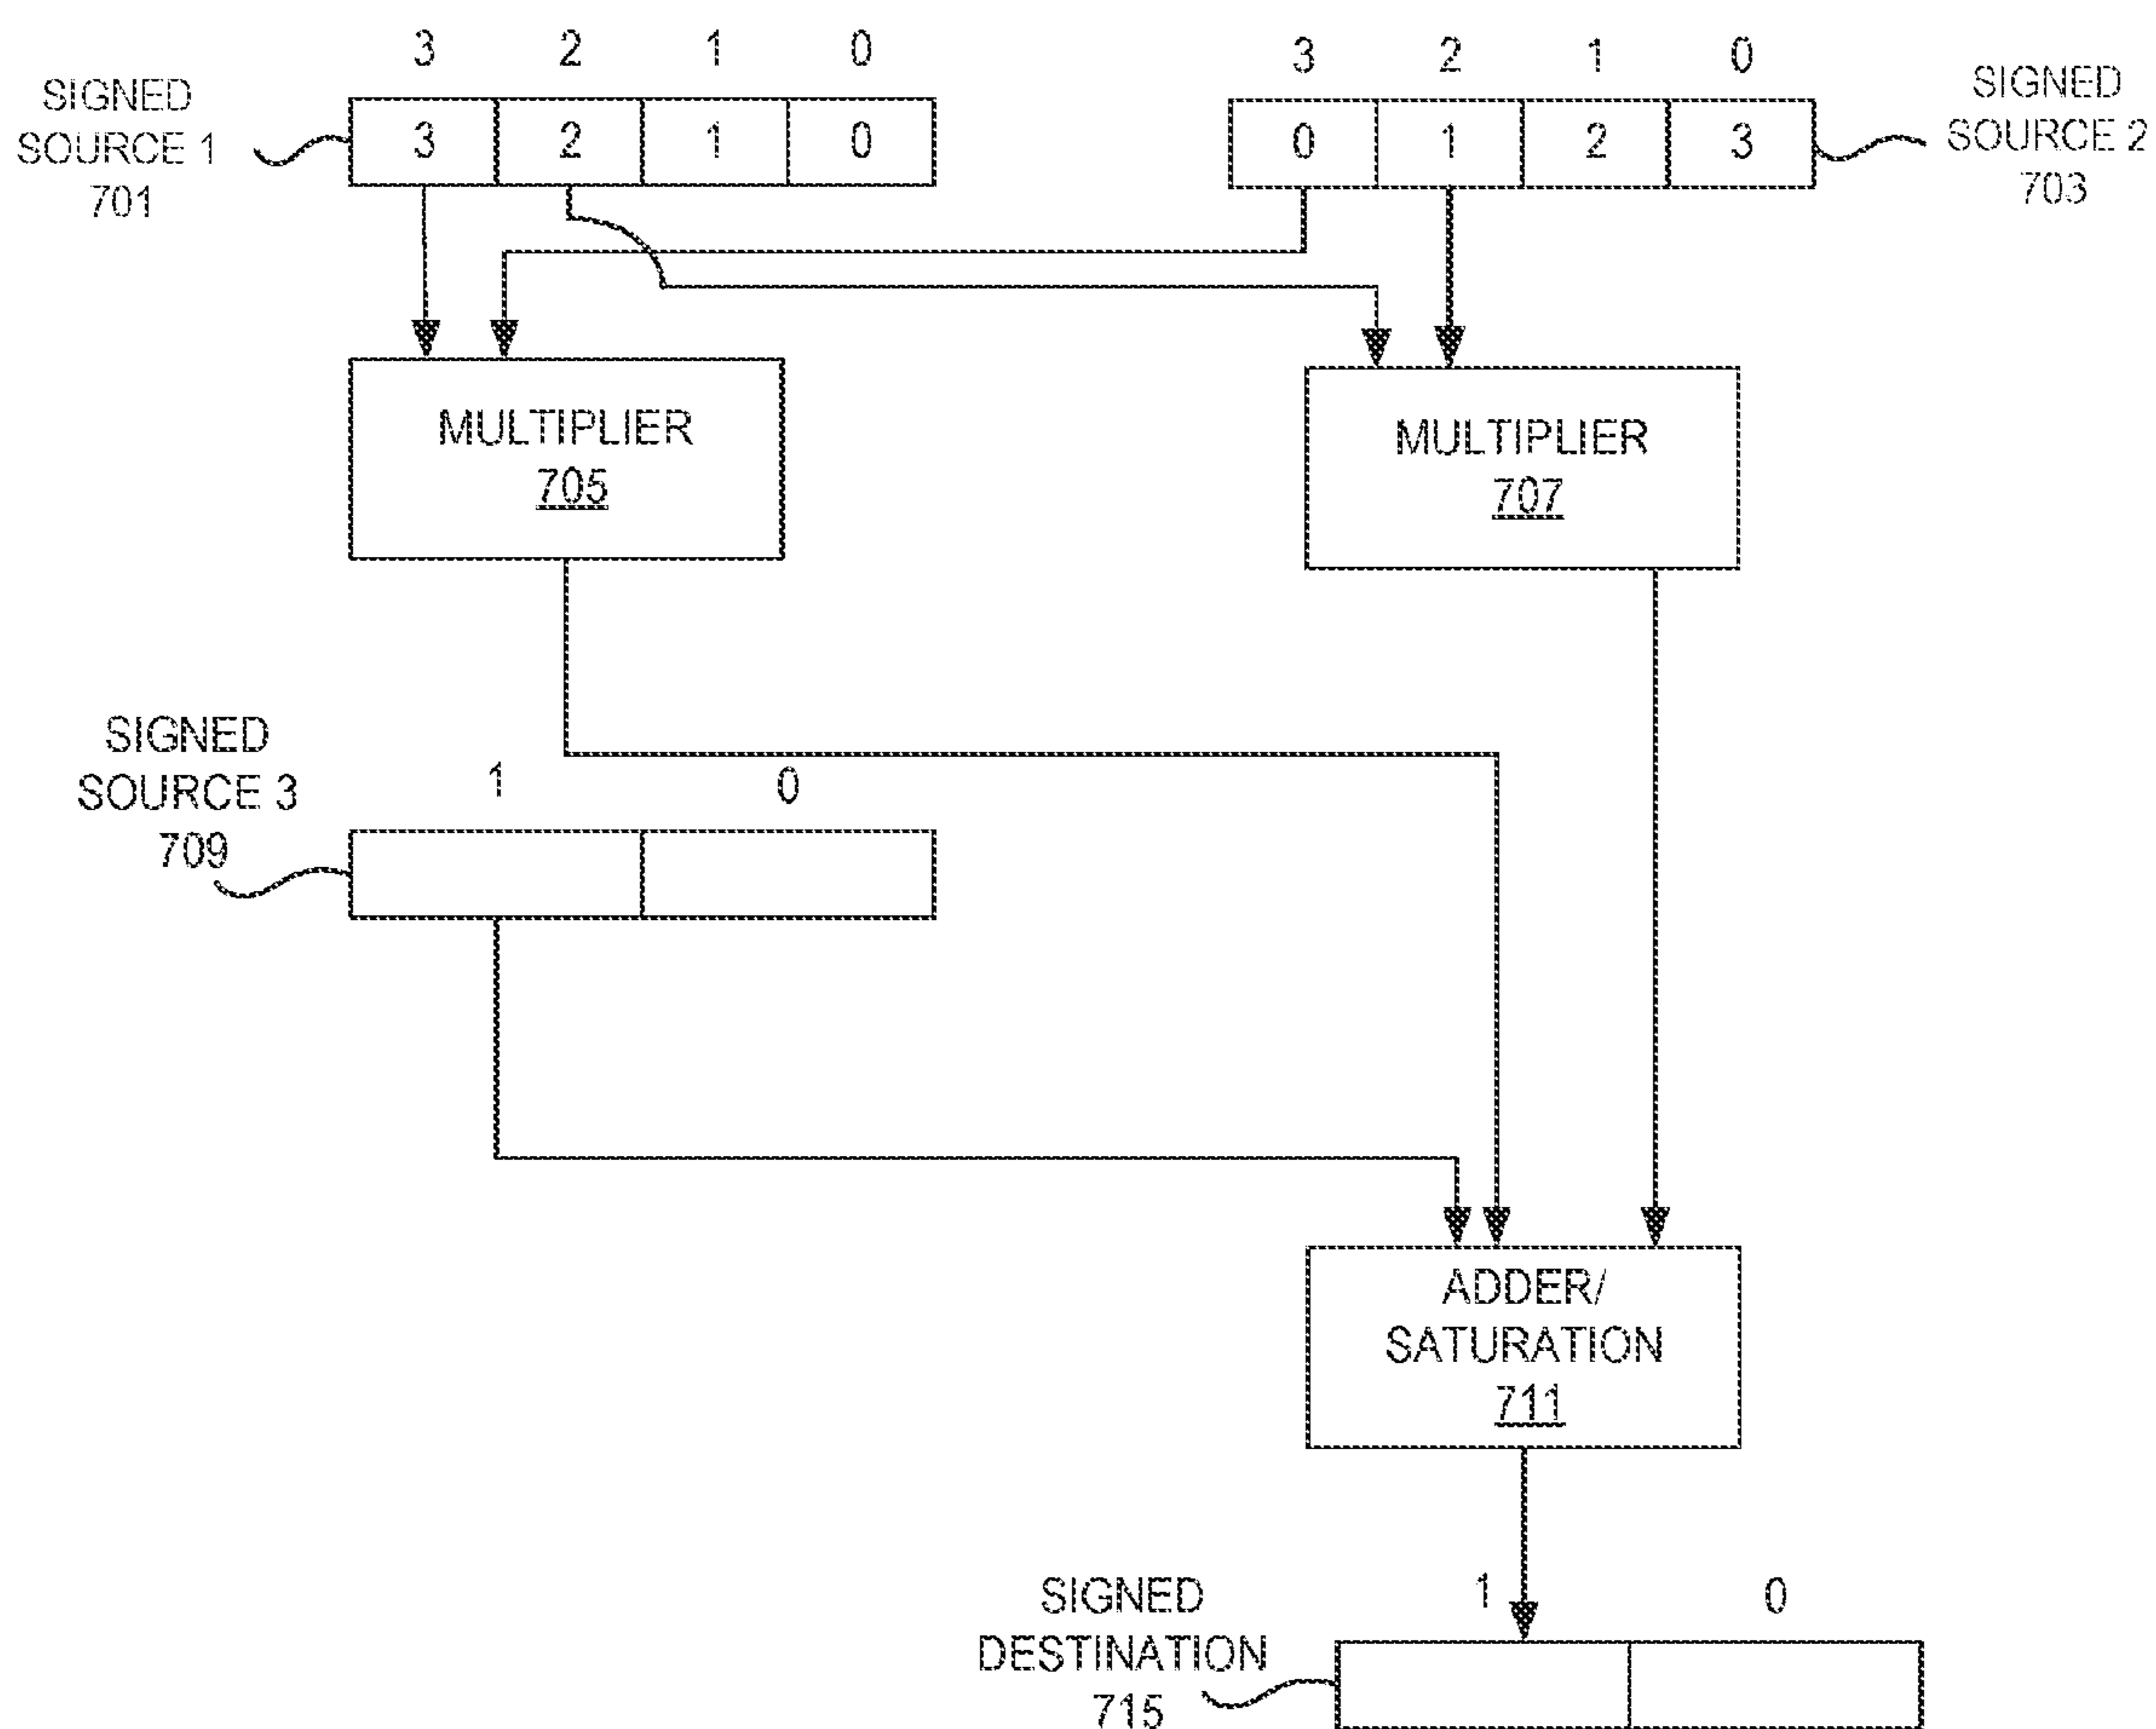 3 2 1 0
3 2 1 0
SIGNED
SOURCE 1
701
3 2 1 0
0 1 2 3
SIGNED
SOURCE 2
703
MULTIPLIER
705
MULTIPLIER
707
SIGNED
SOURCE 3
709
1 0
ADDER/
SATURATION
711
SIGNED
DESTINATION
715
1 0